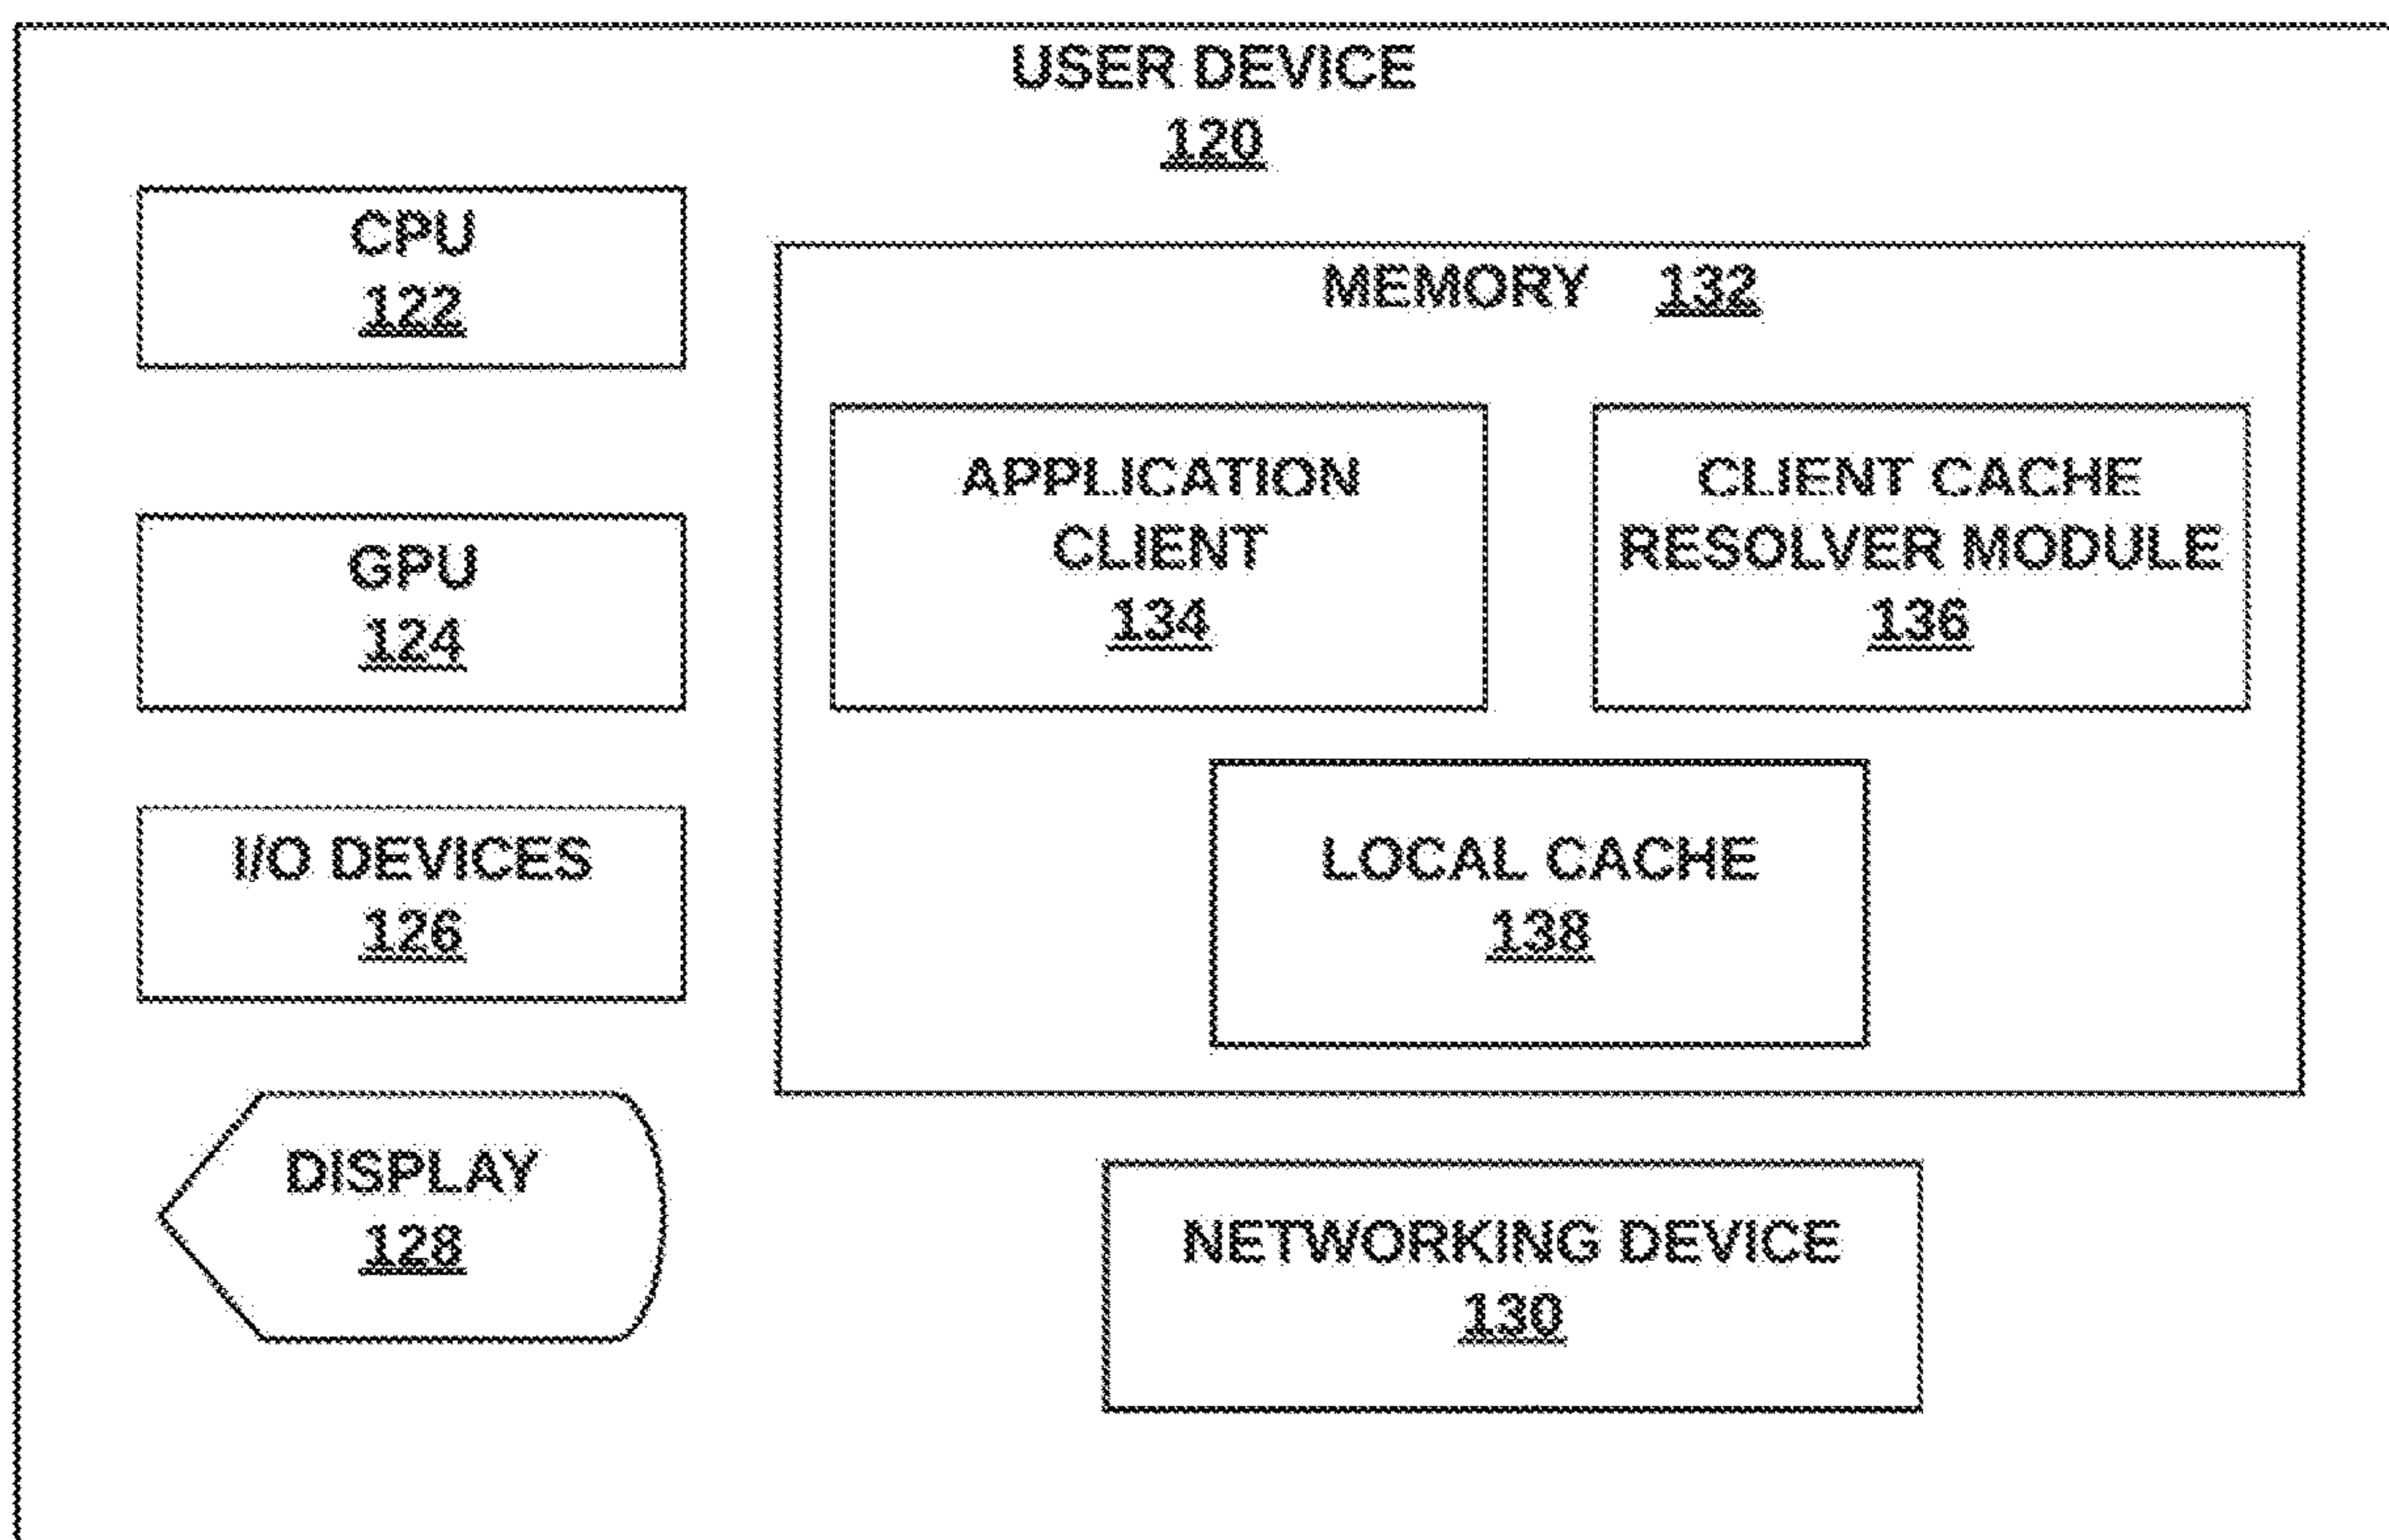 USER DEVICE
120
CPU
122
GPU
124
I/O DEVICES
126
DISPLAY
128
MEMORY 132
APPLICATION
CLIENT
134
CLIENT CACHE
RESOLVER MODULE
136
LOCAL CACHE
138
NETWORKING DEVICE
130